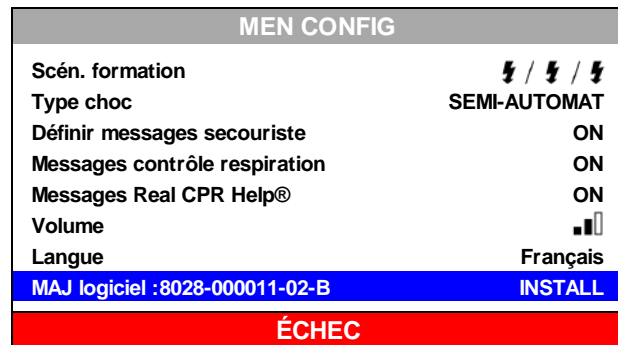 MEN CONFIG
Scén. formation / /
Type choc SEMI-AUTOMAT
Définir messages secouriste ON
Messages contrôle respiration ON
Messages Real CPR Help® ON
Volume
Langue Français
MAJ logiciel :8028-000011-02-B INSTALL
ÉCHEC